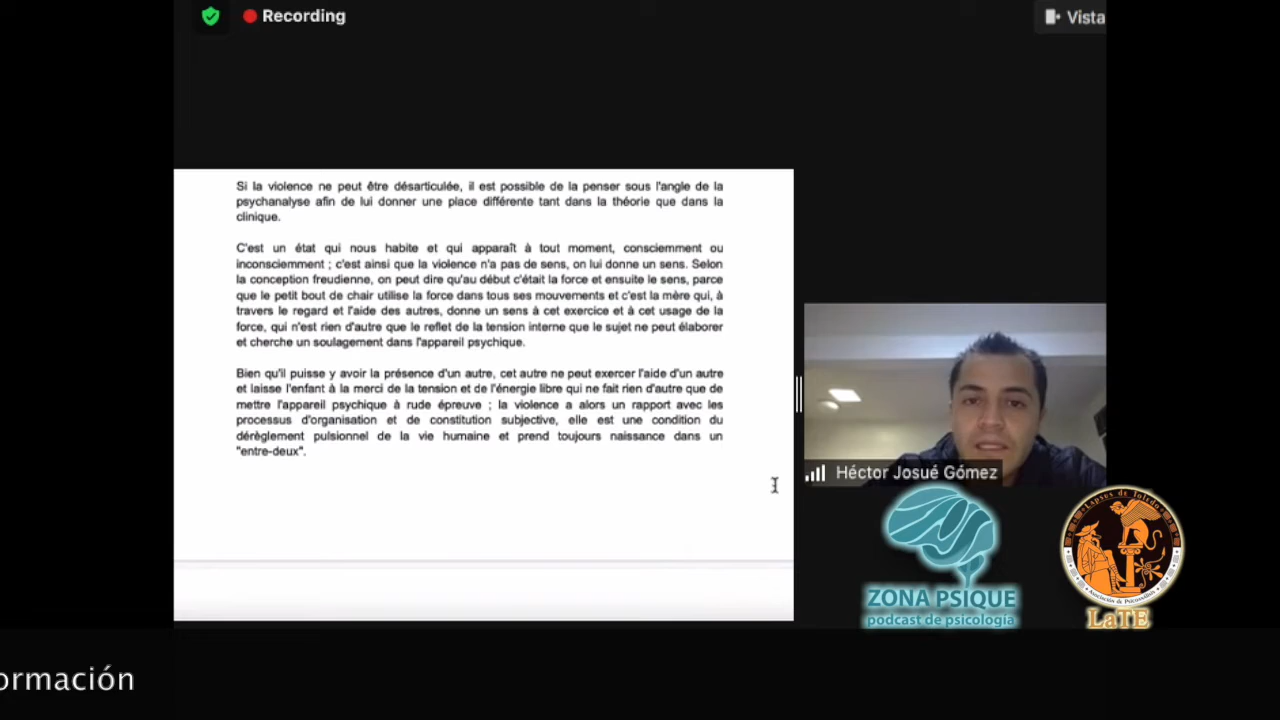 Recording
Vista
Si la violence ne peut être désarticulée, il est possible de la penser sous l'angle de la
psychanalyse afin de lui donner une place différente tant dans la théorie que dans la
clinique.
C'est un état qui nous habite et qui apparaît à tout moment, consciemment ou
inconsciemment ; c'est ainsi que la violence n'a pas de sens, on lui donne un sens. Selon
la conception freudienne, on peut dire qu'au début c'était la force et ensuite le sens, parce
que le petit bout de chair utilise la force dans tous ses mouvements et c'est la mère qui, à
travers le regard et l'aide des autres, donne un sens à cet exercice et à cet usage de la
force, qui n'est rien d'autre que le reflet de la tension interne que le sujet ne peut élaborer
et cherche un soulagement dans l'appareil psychique.
Bien qu'il puisse y avoir la présence d'un autre, cet autre ne peut exercer l'aide d'un autre
et laisse l'enfant à la merci de la tension et de l'énergie libre qui ne fait rien d'autre que de
mettre l'appareil psychique à rude épreuve ; la violence a alors un rapport avec les
processus d'organisation et de constitution subjective, elle est une condition du
dérèglement pulsionnel de la vie humaine et prend toujours naissance dans un
"entre-deux".
Héctor Josué Gómez
ZONA PSIQUE
podcast de psicología
Lapsus de Toledo
Asociación de Psicoanálisis
LaTE
ormación